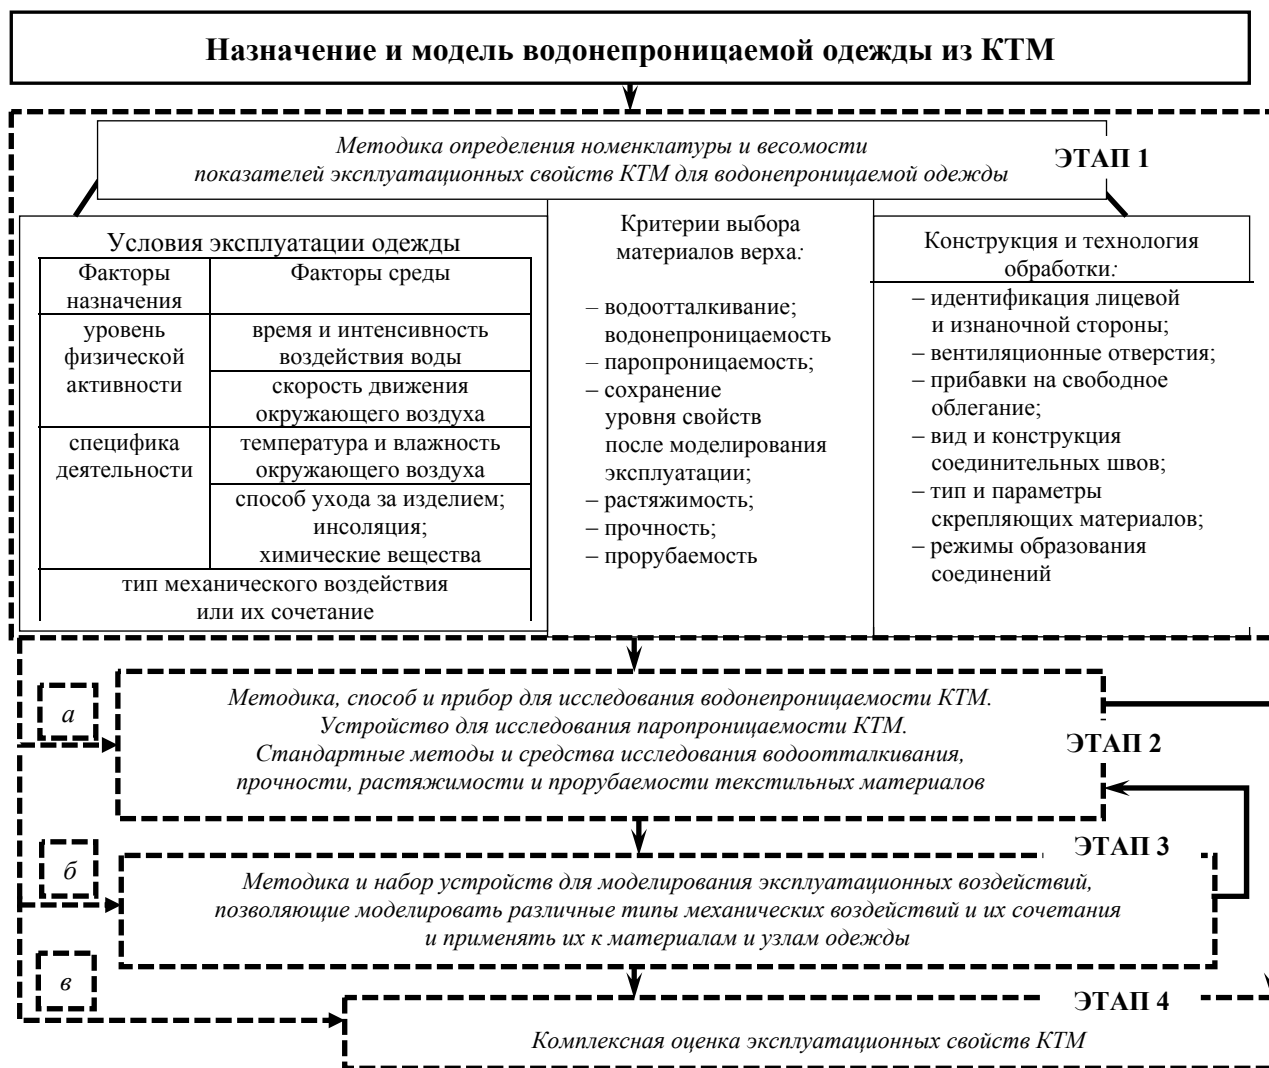 Назначение и модель водонепроницаемой одежды из КТМ
Методика определения номенклатуры и весомости
показателей эксплуатационных свойств КТМ для водонепроницаемой одежды
ЭТАП 1
Условия эксплуатации одежды
Факторы
назначения
Факторы среды
уровень
физической
активности
время и интенсивность
воздействия воды
скорость движения
окружающего воздуха
специфика
деятельности
температура и влажность
окружающего воздуха
способ ухода за изделием;
инсоляция;
химические вещества
тип механического воздействия
или их сочетание
Критерии выбора
материалов верха:
– водоотталкивание;
водонепроницаемость
– паропроницаемость;
– сохранение
уровня свойств
после моделирования
эксплуатации;
– растяжимость;
– прочность;
– прорубаемость
Конструкция и технология
обработки:
– идентификация лицевой
и изнаночной стороны;
– вентиляционные отверстия;
– прибавки на свободное
облегание;
– вид и конструкция
соединительных швов;
– тип и параметры
скрепляющих материалов;
– режимы образования
соединений
а
Методика, способ и прибор для исследования водонепроницаемости КТМ.
Устройство для исследования паропроницаемости КТМ.
Стандартные методы и средства исследования водоотталкивания,
прочности, растяжимости и прорубаемости текстильных материалов
ЭТАП 2
б
ЭТАП 3
Методика и набор устройств для моделирования эксплуатационных воздействий,
позволяющие моделировать различные типы механических воздействий и их сочетания
и применять их к материалам и узлам одежды
в
ЭТАП 4
Комплексная оценка эксплуатационных свойств КТМ